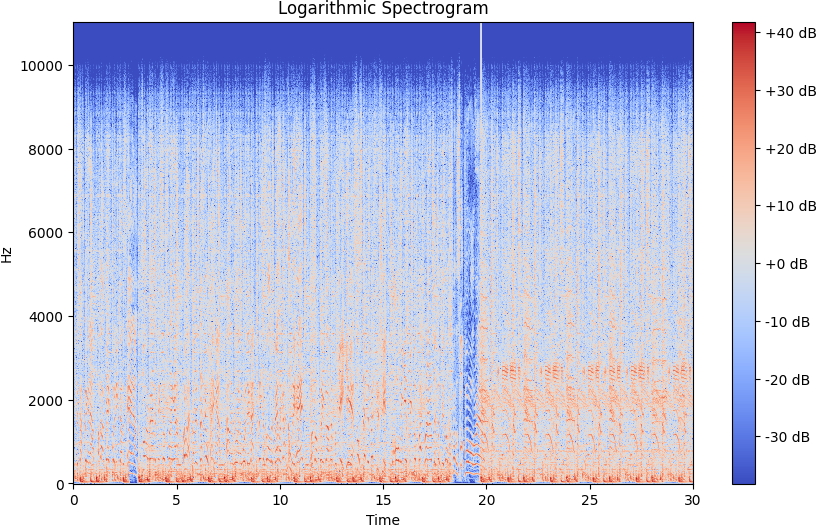 Logarithmic Spectrogram
Hz
10000
8000
6000
4000
2000
0
0 5 10 15 20 25 30
Time
+40 dB
+30 dB
+20 dB
+10 dB
+0 dB
-10 dB
-20 dB
-30 dB